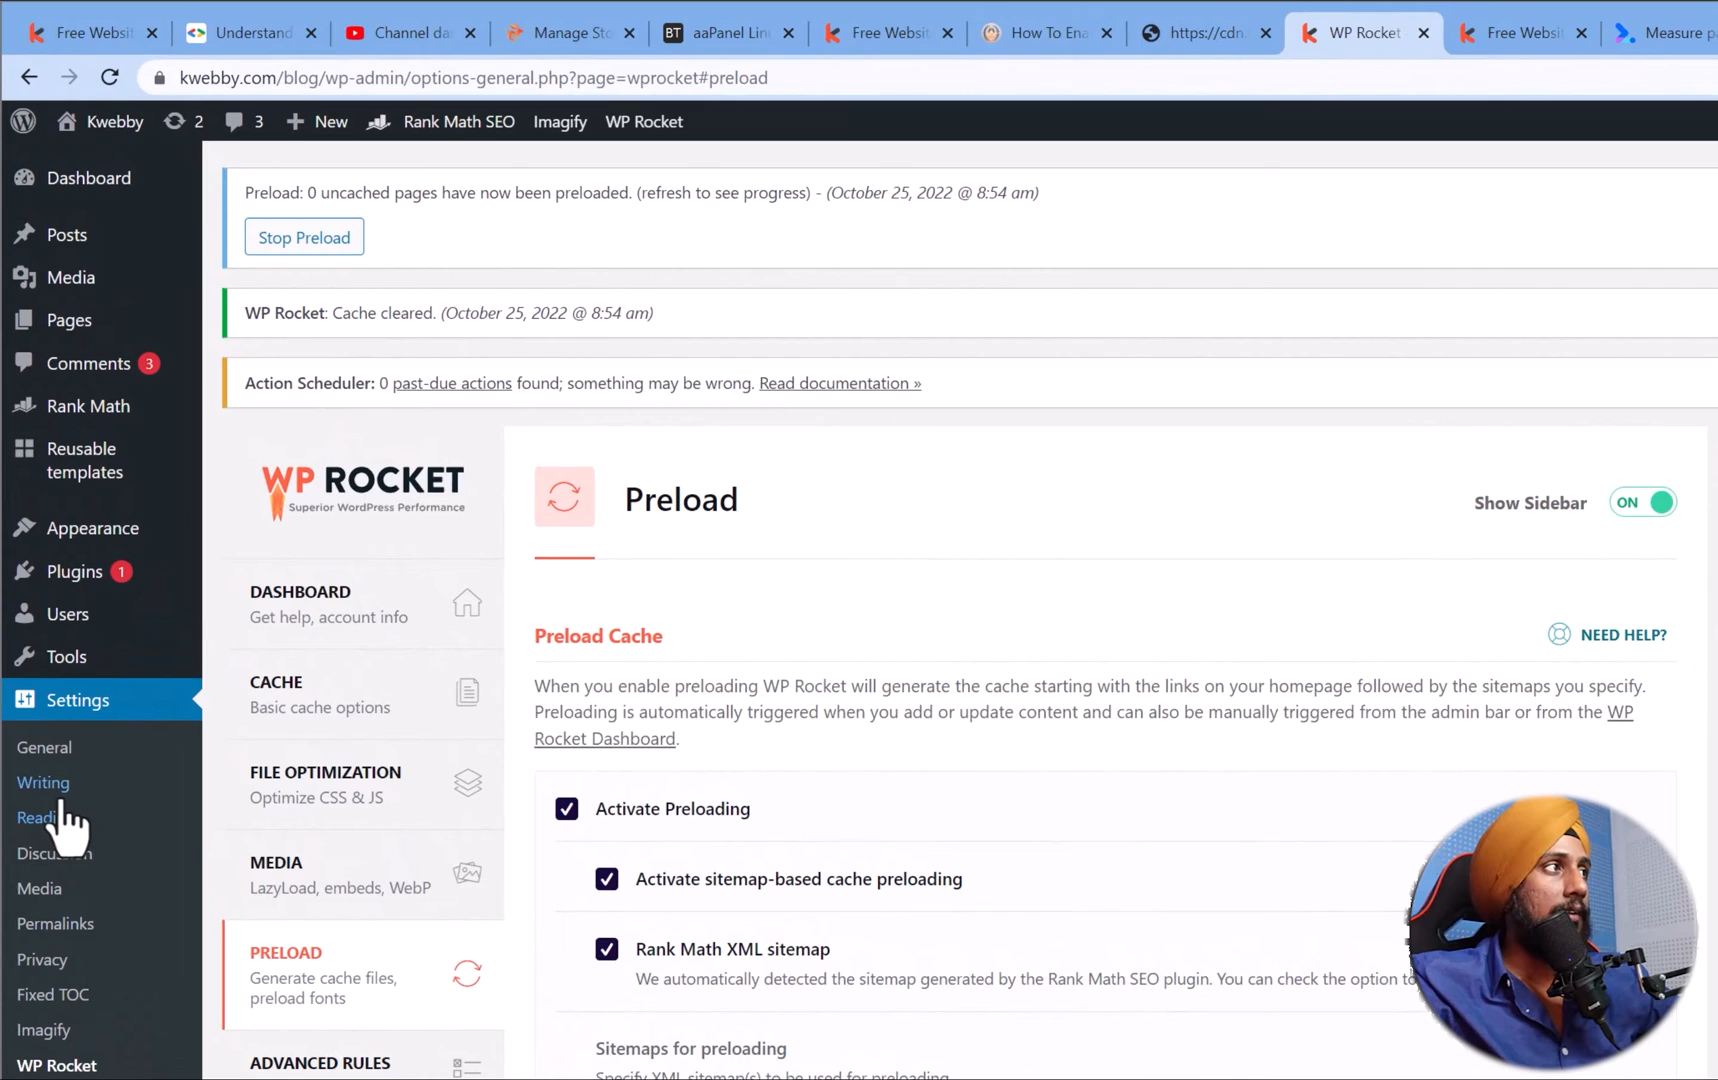 Free Websi
Understand
Channel da
Manage Sto
aaPanel Lin
Free Websi
How To Ena
https://cdn
WP Rocket
Free Websi
Measure pa
kwebby.com/blog/wp-admin/options-general.php?page=wprocket#preload
Kwebby 2 3 New Rank Math SEO Imagify WP Rocket
Dashboard
Posts
Media
Pages
Comments 3
Rank Math
Reusable
templates
Appearance
Plugins 1
Users
Tools
Settings
General
Writing
Readi
Discussion
Media
Permalinks
Privacy
Fixed TOC
Imagify
WP Rocket
Preload: 0 uncached pages have now been preloaded. (refresh to see progress) - (October 25, 2022 @ 8:54 am)
Stop Preload
WP Rocket: Cache cleared. (October 25, 2022 @ 8:54 am)
Action Scheduler: 0 past-due actions found; something may be wrong. Read documentation »
WP ROCKET
Superior WordPress Performance
DASHBOARD
Get help, account info
CACHE
Basic cache options
FILE OPTIMIZATION
Optimize CSS & JS
MEDIA
LazyLoad, embeds, WebP
PRELOAD
Generate cache files,
preload fonts
ADVANCED RULES
Preload
Show Sidebar ON
Preload Cache
NEED HELP?
When you enable preloading WP Rocket will generate the cache starting with the links on your homepage followed by the sitemaps you specify.
Preloading is automatically triggered when you add or update content and can also be manually triggered from the admin bar or from the WP
Rocket Dashboard.
Activate Preloading
Activate sitemap-based cache preloading
Rank Math XML sitemap
We automatically detected the sitemap generated by the Rank Math SEO plugin. You can check the option to
Sitemaps for preloading
Specify XML sitemap(s) to be used for preloading